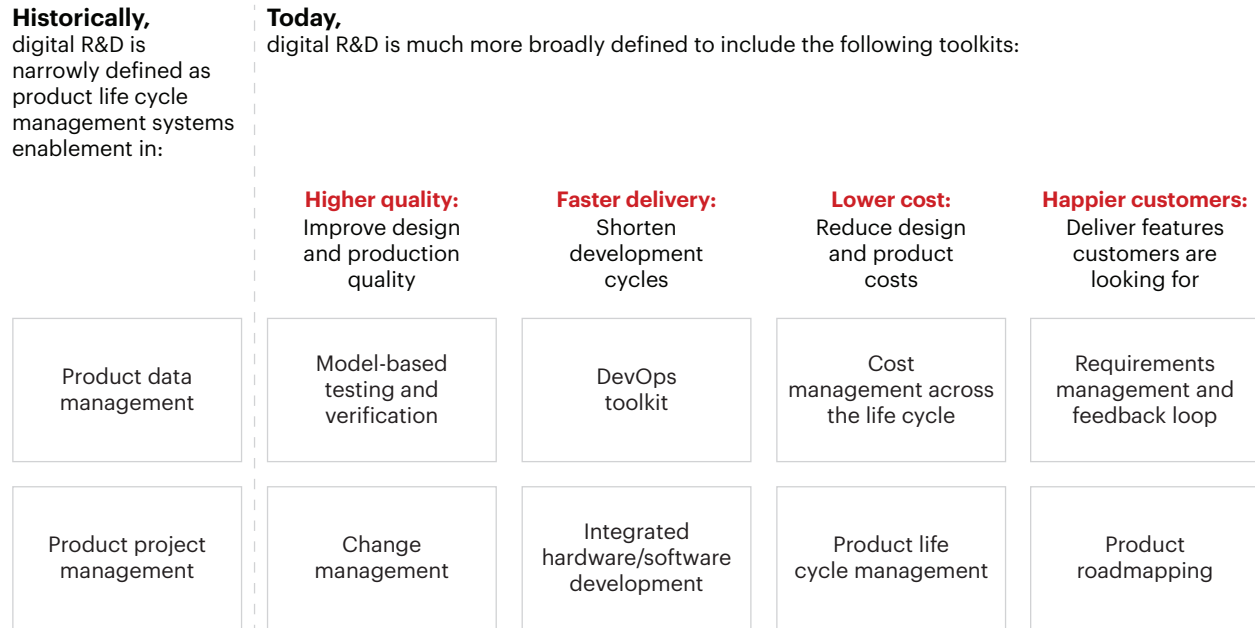 Historically,
digital R&D is
narrowly defined as
product life cycle
management systems
enablement in:
Today,
digital R&D is much more broadly defined to include the following toolkits:
Higher quality:
Improve design
and production
quality
Faster delivery:
Shorten
development
cycles
Lower cost:
Reduce design
and product
costs
Happier customers:
Deliver features
customers are
looking for
Product data
management
Model-based
testing and
verification
DevOps
toolkit
Cost
management across
the life cycle
Requirements
management and
feedback loop
Product project
management
Change
management
Integrated
hardware/software
development
Product life
cycle management
Product
roadmapping